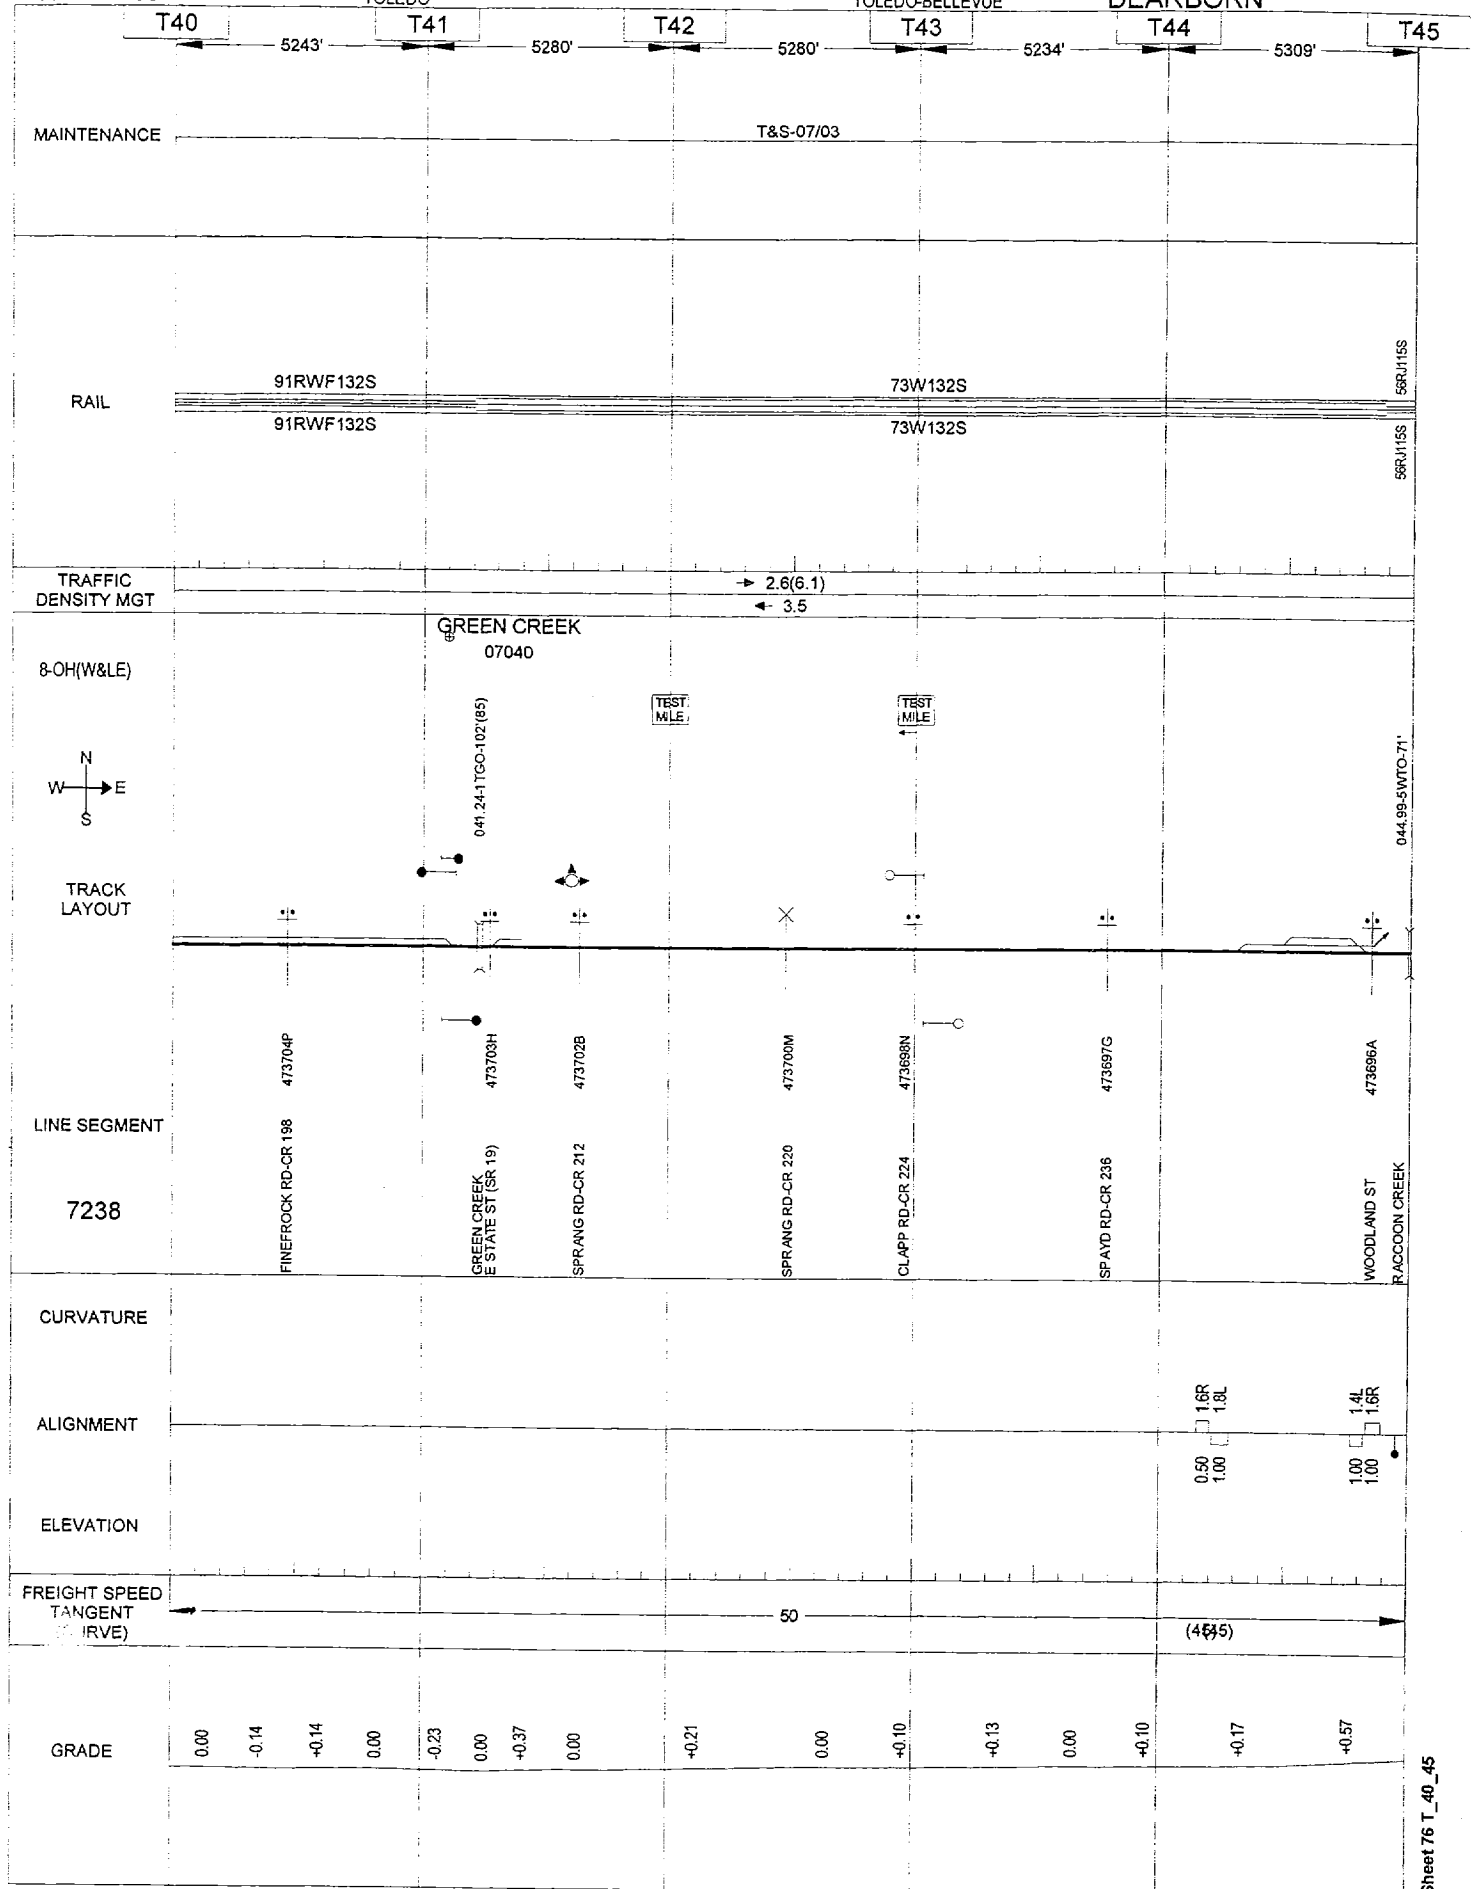 TOLEDO
TOLEDO-BELLEVUE
DEARBORN
T40
T41
T42
T43
T44
T45
5243'
5280'
5280'
5234'
5309'
MAINTENANCE
T&S-07/03
RAIL
91RWF132S
73W132S
91RWF132S
73W132S
56RJ115S
56RJ115S
TRAFFIC
DENSITY MGT
2.6(6.1)
3.5
GREEN CREEK
07040
8-OH(W&LE)
TEST
MILE
TEST
MILE
041.24-1TGO-102'(85)
044.99-5WTO-71'
N
W E
S
TRACK
LAYOUT
473704P
473703H
473702B
473700M
473698N
473697G
473696A
LINE SEGMENT
7238
FINEFROCK RD-CR 198
GREEN CREEK
E STATE ST (SR 19)
SPRANG RD-CR 212
SPRANG RD-CR 220
CLAPP RD-CR 224
SPAYD RD-CR 236
WOODLAND ST
RACCOON CREEK
CURVATURE
1.6R
1.8L
1.4L
1.6R
ALIGNMENT
0.50
1.00
1.00
1.00
ELEVATION
FREIGHT SPEED
TANGENT
50
(45)
45)
GRADE
0.00
-0.14
+0.14
0.00
-0.23
0.00
+0.37
0.00
+0.21
0.00
+0.10
+0.13
0.00
+0.10
+0.17
+0.57
Sheet 76 T_40_45